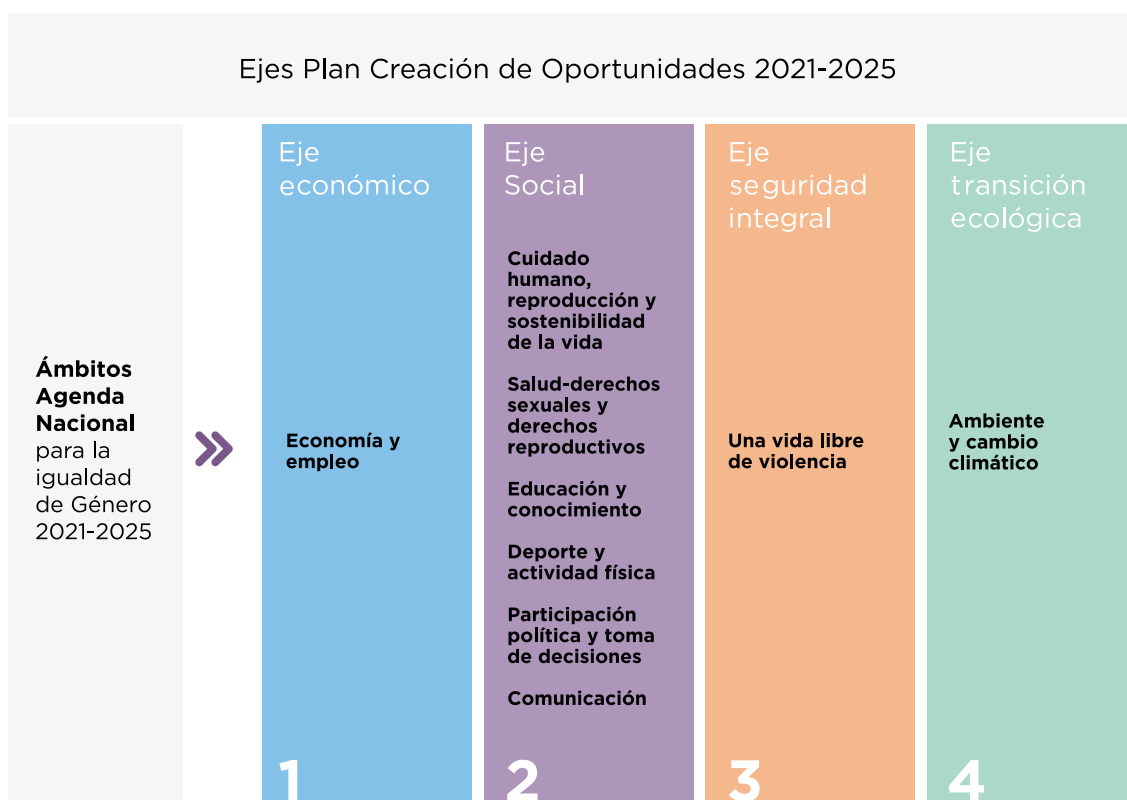 Ejes Plan Creación de Oportunidades 2021-2025
Ámbitos
Agenda
Nacional
para la
igualdad
de Género
2021-2025
Eje
económico
Economía y
empleo
1
Eje
Social
Cuidado
humano,
reproducción y
sostenibilidad
de la vida
Salud-derechos
sexuales y
derechos
reproductivos
Educación y
conocimiento
Deporte y
actividad física
Participación
política y toma
de decisiones
Comunicación
2
Eje
seguridad
integral
Una vida libre
de violencia
3
Eje
transición
ecológica
Ambiente
y cambio
climático
4